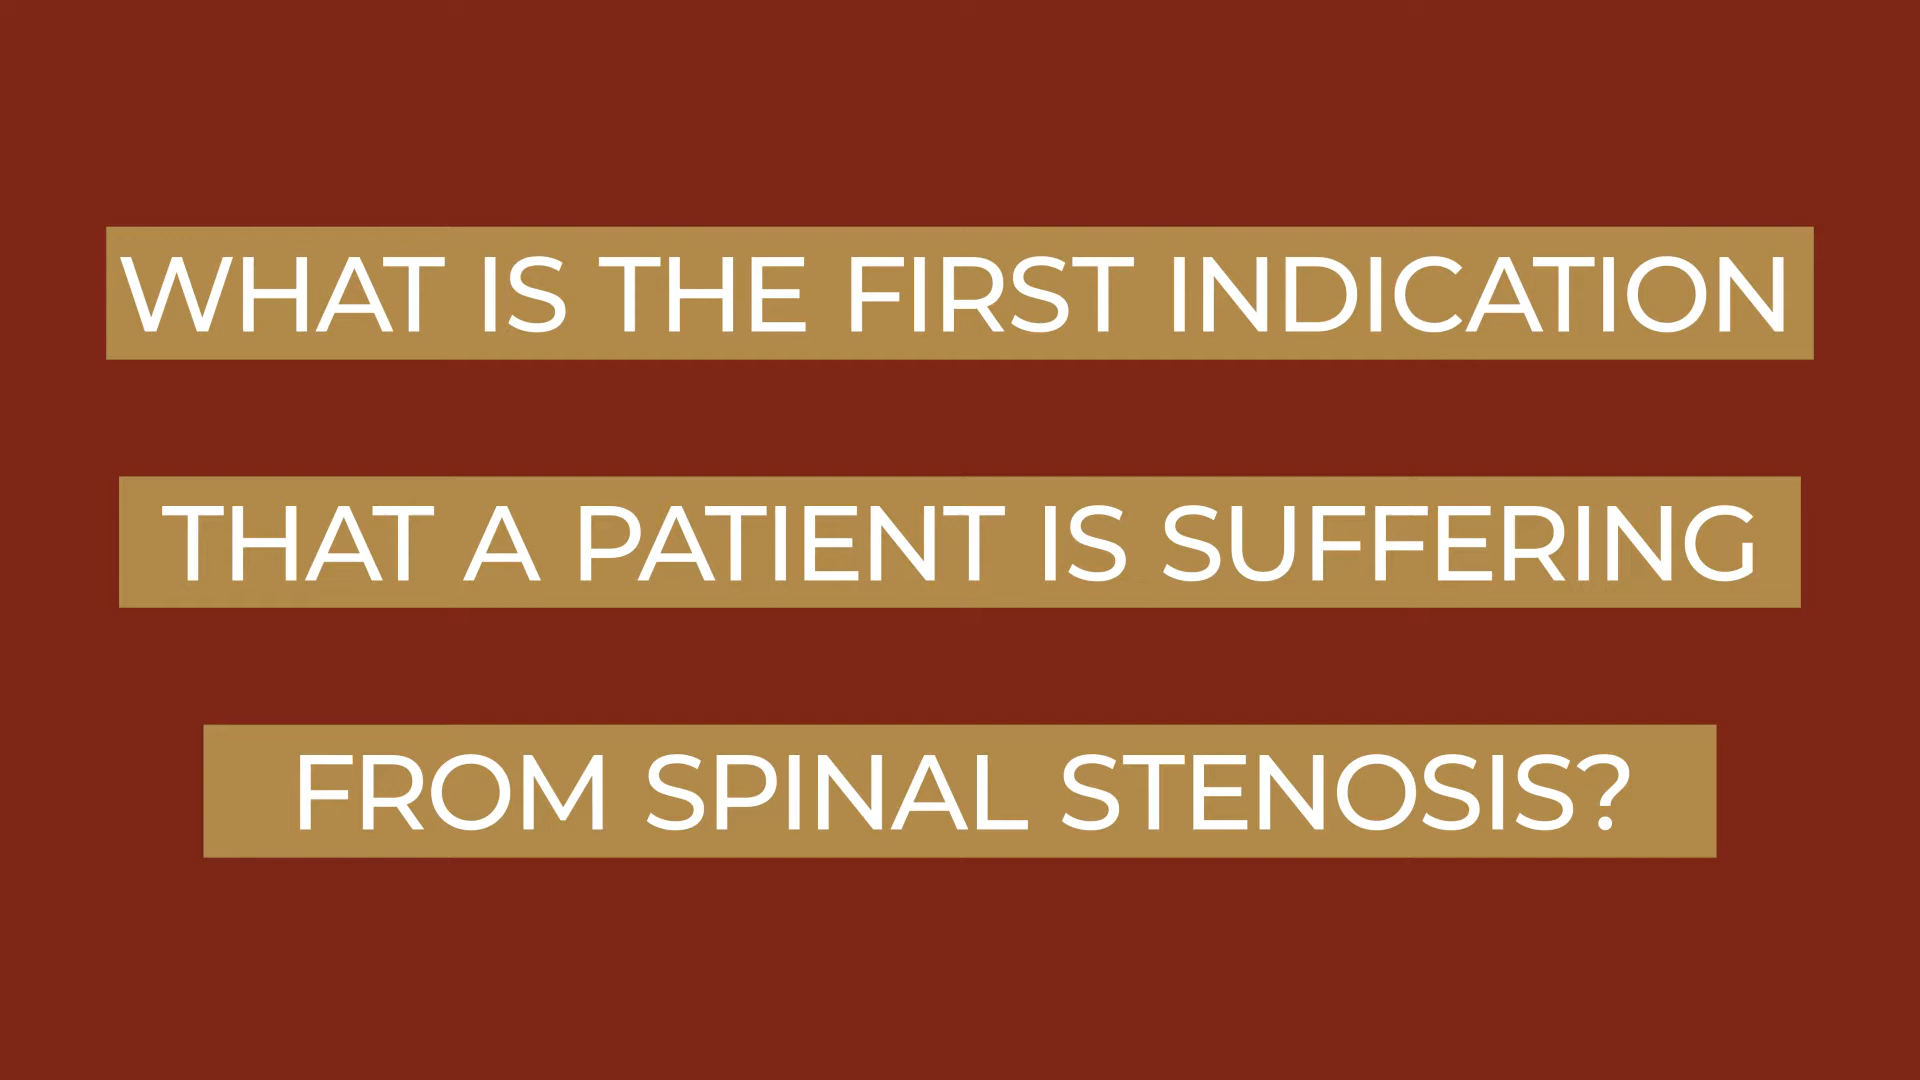 WHAT IS THE FIRST INDICATION
THAT A PATIENT IS SUFFERING
FROM SPINAL STENOSIS?